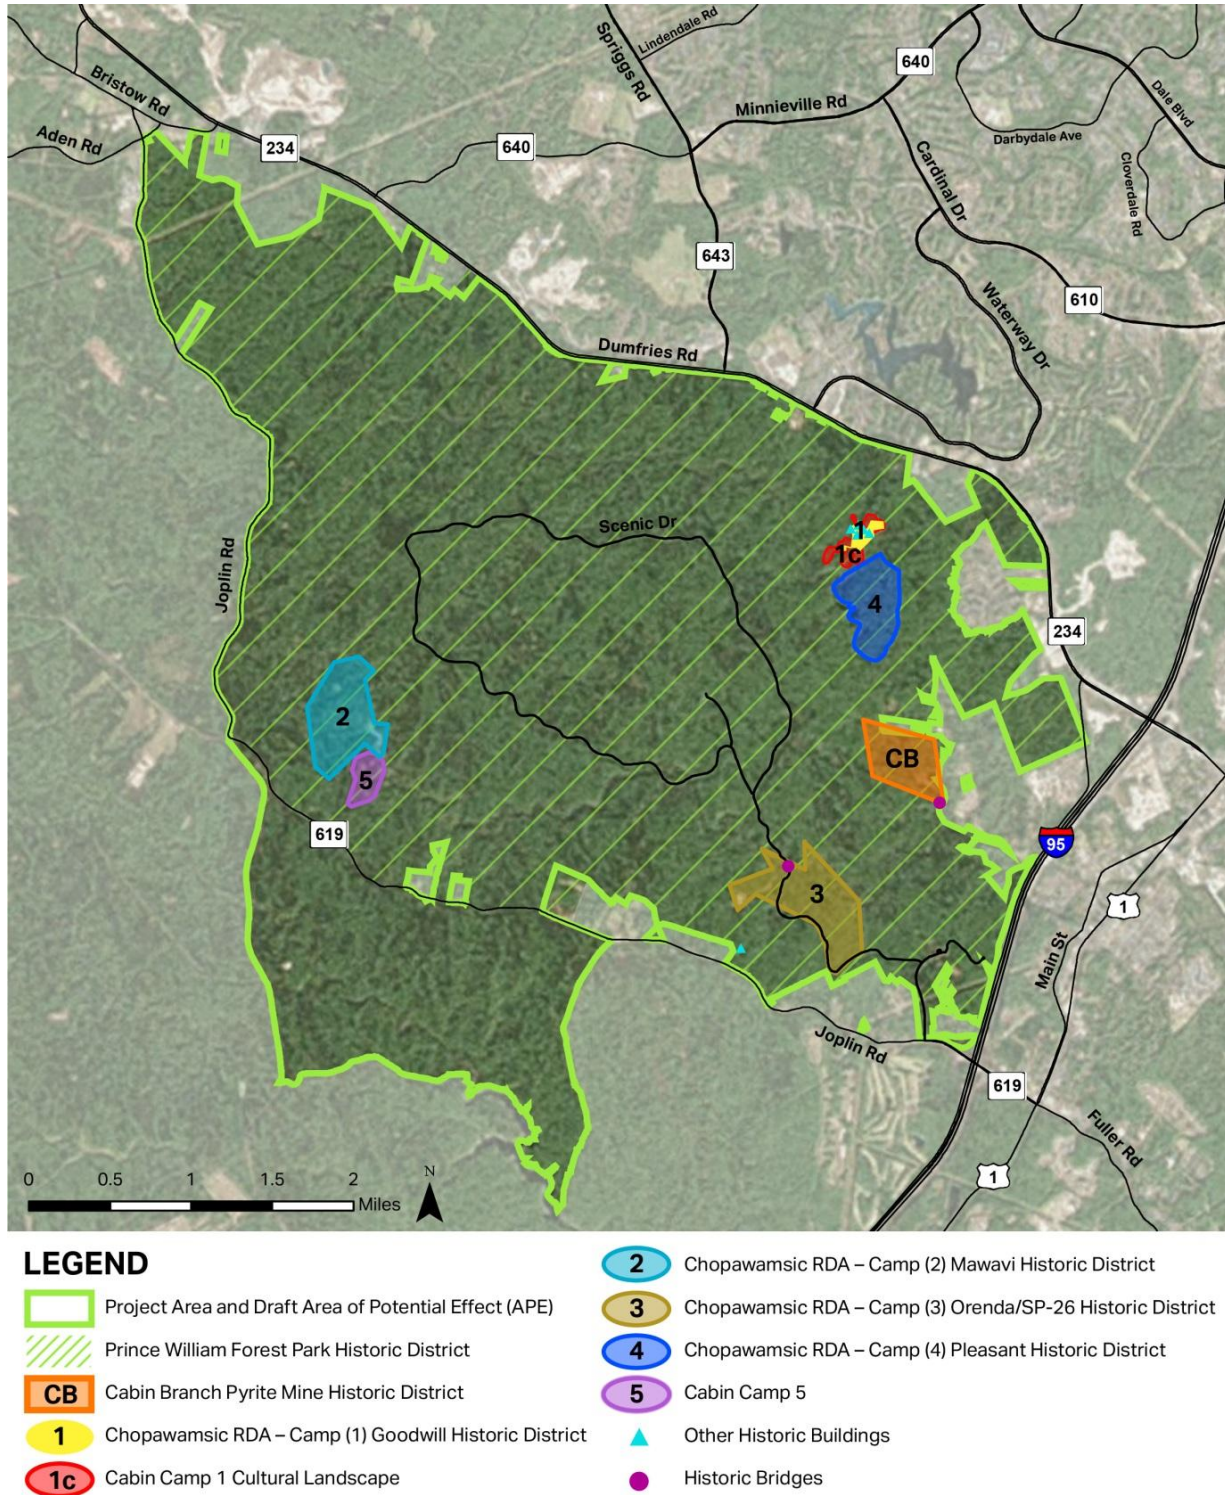 Lindendale Rd
Spriggs Rd
640
Bristow Rd
Minnieville Rd
Dale Blvd
Aden Rd
234
640
Darbydale Ave
Cardinal Dr
Cloverdale Rd
643
610
Waterway Dr
Dumfries Rd
Scenic Dr
1
1c
Joplin Rd
4
234
2
CB
5
619
95
3
1
Main St
Joplin Rd
619
Fuller Rd
1
0 0.5 1 1.5 2
Miles
N
LEGEND
Project Area and Draft Area of Potential Effect (APE)
Prince William Forest Park Historic District
CB Cabin Branch Pyrite Mine Historic District
1 Chopawamsic RDA – Camp (1) Goodwill Historic District
1c Cabin Camp 1 Cultural Landscape
2 Chopawamsic RDA – Camp (2) Mawavi Historic District
3 Chopawamsic RDA – Camp (3) Orenda/SP-26 Historic District
4 Chopawamsic RDA – Camp (4) Pleasant Historic District
5 Cabin Camp 5
Other Historic Buildings
Historic Bridges